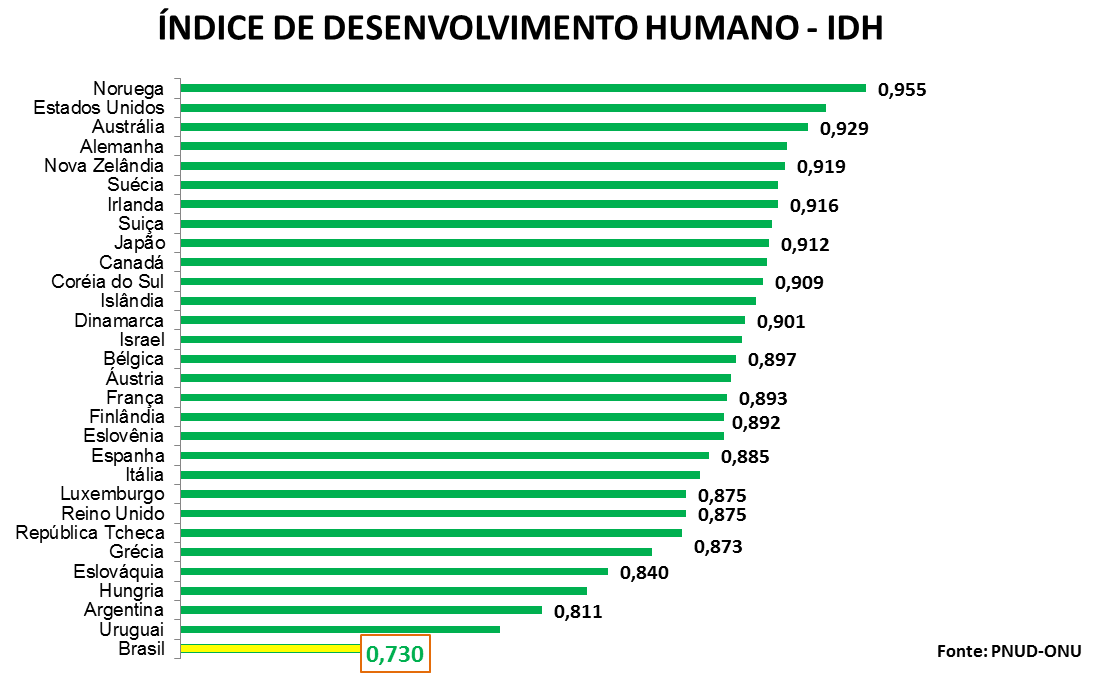 ÍNDICE DE DESENVOLVIMENTO HUMANO - IDH
Noruega 0,955
Estados Unidos
Austrália 0,929
Alemanha
Nova Zelândia 0,919
Suécia
Irlanda 0,916
Suiça
Japão 0,912
Canadá
Coréia do Sul 0,909
Islândia
Dinamarca 0,901
Israel
Bélgica 0,897
Áustria
França 0,893
Finlândia 0,892
Eslovênia
Espanha 0,885
Itália
Luxemburgo 0,875
Reino Unido 0,875
República Tcheca 0,873
Grécia
Eslováquia 0,840
Hungria
Argentina 0,811
Uruguai
Brasil 0,730
Fonte: PNUD-ONU